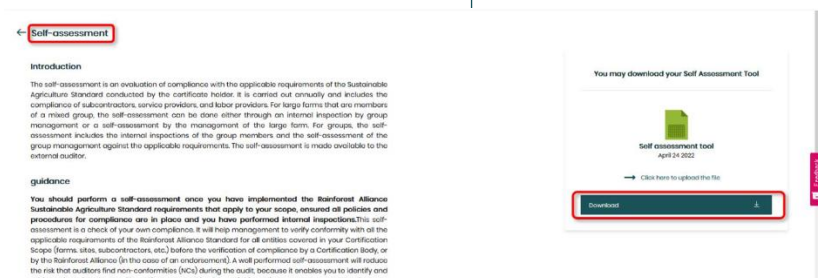 ← Self-assessment
Introduction
The self-assessment is an evaluation of compliance with the applicable requirements of the Sustainable
Agriculture Standard conducted by the certificate holder. It is carried out annually and includes the
compliance of subcontractors, service providers, and labor providers. For large farms that are members
of a mixed group, the self-assessment can be done either through an internal inspection by group
management or a self-assessment by the management of the large farm. For groups, the self-
assessment includes the internal inspections of the group members and the self-assessment of the
group management against the applicable requirements. The self-assessment is made available to the
external auditor.
guidance
You should perform a self-assessment once you have implemented the Rainforest Alliance
Sustainable Agriculture Standard requirements that apply to your scope, ensured all policies and
procedures for compliance are in place and you have performed internal inspections.This self-
assessment is a check of your own compliance. It will help management to verify conformity with all the
applicable requirements of the Rainforest Alliance Standard for all entities covered in your Certification
Scope (farms, sites, subcontractors, etc.) before the verification of compliance by a Certification Body, or
by the Rainforest Alliance (in the case of an endorsement). A well performed self-assessment will reduce
the risk that auditors find non-conformities (NCs) during the audit, because it enables you to identify and
You may download your Self Assessment Tool
Self assessment tool
April 24 2022
→ Click here to upload the file.
Download
Feedback